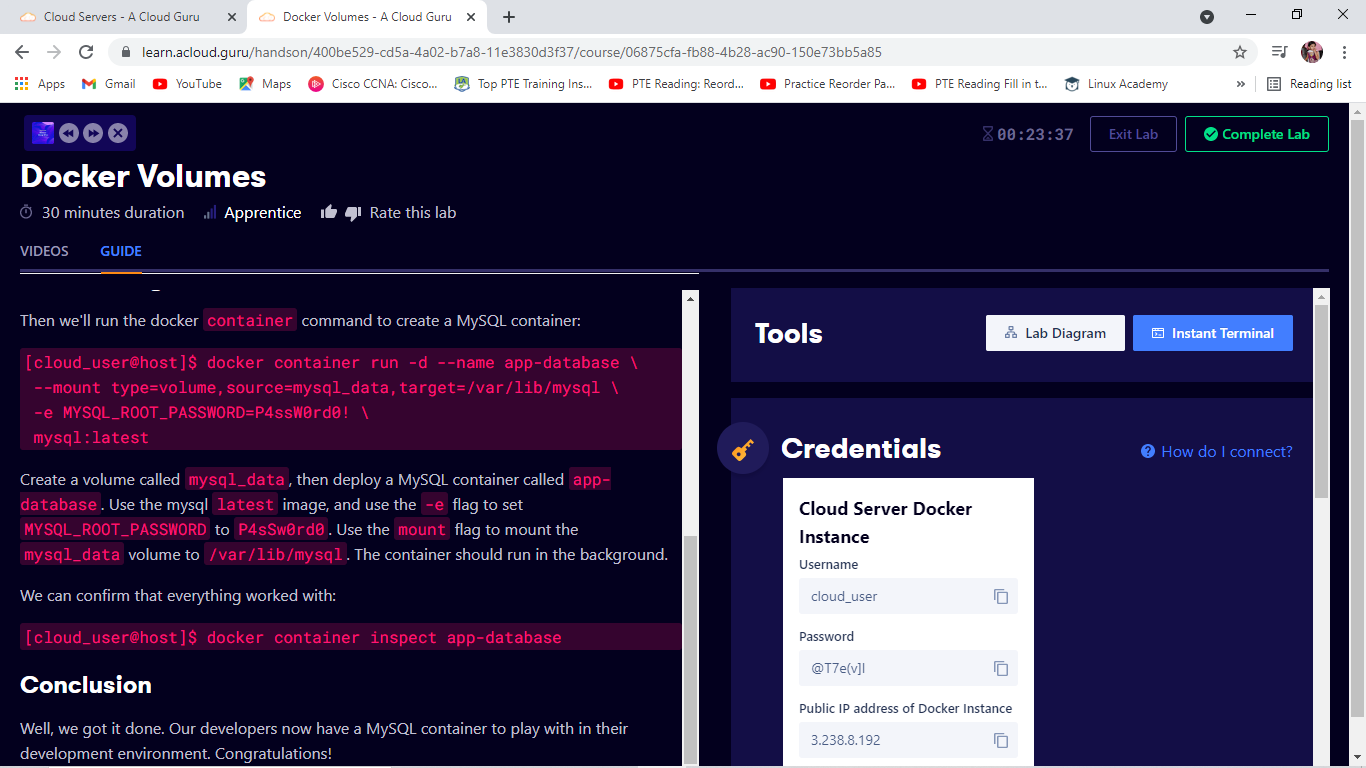 Cloud Servers - A Cloud Guru
Docker Volumes - A Cloud Guru
learn.acloud.guru/handson/400be529-cd5a-4a02-b7a8-11e3830d3f37/course/06875cfa-fb88-4b28-ac90-150e73bb5a85
Apps
Gmail
YouTube
Maps
Cisco CCNA: Cisco...
Top PTE Training Ins...
PTE Reading: Reord...
Practice Reorder Pa...
PTE Reading Fill in t...
Linux Academy
»
Reading list
00:23:37
Exit Lab
Complete Lab
Docker Volumes
30 minutes duration
Apprentice
Rate this lab
VIDEOS
GUIDE
Then we'll run the docker container command to create a MySQL container:
[cloud_user@host]$ docker container run -d --name app-database \
--mount type=volume,source=mysql_data,target=/var/lib/mysql \
-e MYSQL_ROOT_PASSWORD=P4ssW0rd0! \
mysql:latest
Create a volume called mysql_data, then deploy a MySQL container called app-
database. Use the mysql latest image, and use the -e flag to set
MYSQL_ROOT_PASSWORD to P4sSw0rd0. Use the mount flag to mount the
mysql_data volume to /var/lib/mysql. The container should run in the background.
We can confirm that everything worked with:
[cloud_user@host]$ docker container inspect app-database
Conclusion
Well, we got it done. Our developers now have a MySQL container to play with in their
development environment. Congratulations!
Tools
Lab Diagram
Instant Terminal
Credentials
How do I connect?
Cloud Server Docker
Instance
Username
cloud_user
Password
Public IP address of Docker Instance
3.238.8.192